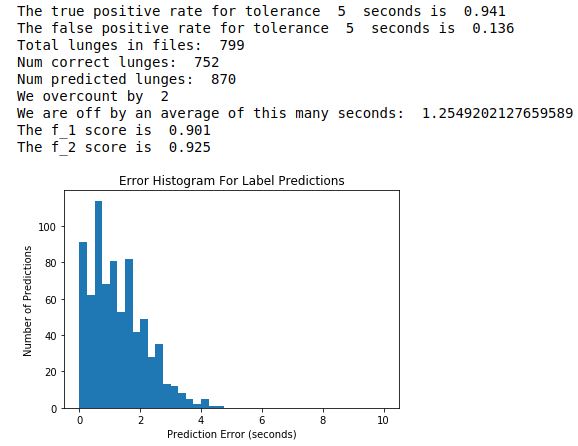 The true positive rate for tolerance  5  seconds is  0.941
The false positive rate for tolerance  5  seconds is  0.136
Total lunges in files:  799
Num correct lunges:  752
Num predicted lunges:  870
We overcount by  2
We are off by an average of this many seconds:  1.2549202127659589
The f_1 score is  0.901
The f_2 score is  0.925
Error Histogram For Label Predictions
100
80
60
40
20
0
Number of Predictions
0 2 4 6 8 10
Prediction Error (seconds)